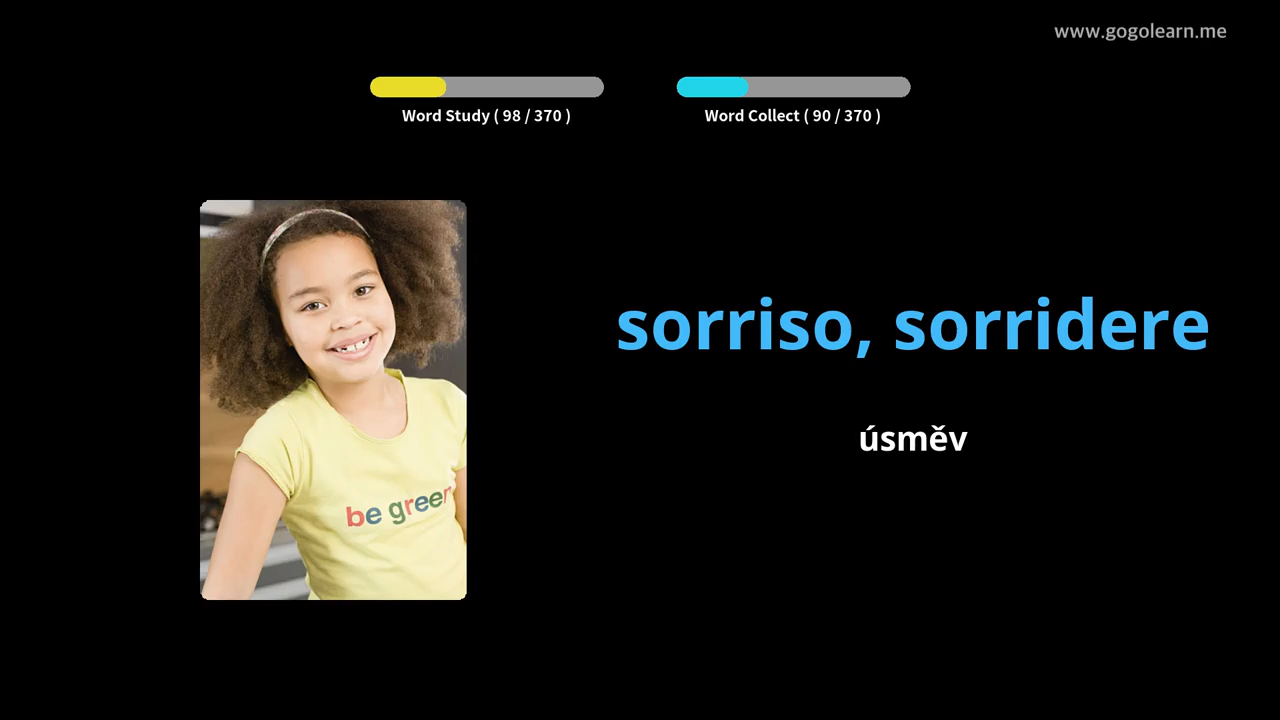 www.gogolearn.me
Word Study ( 98 / 370 )
Word Collect ( 90 / 370 )
sorriso, sorridere
úsměv
be green